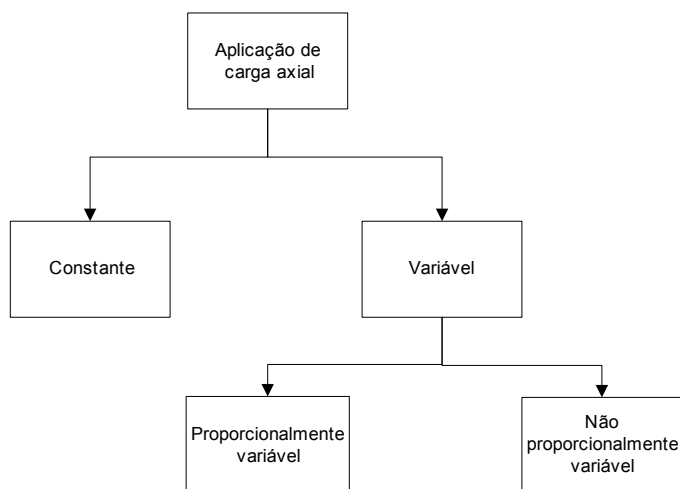 Aplicação de
carga axial
Constante
Variável
Proporcionalmente
variável
Não
proporcionalmente
variável